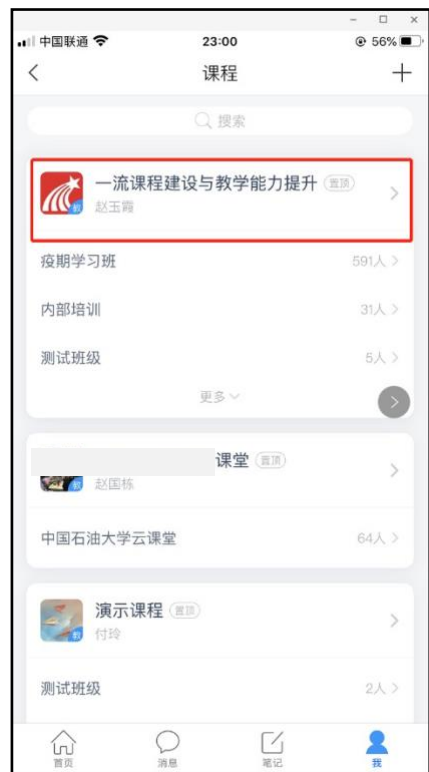 中国联通 23:00 56%
课程
搜索
一流课程建设与教学能力提升 置顶
教
赵玉霞
疫期学习班 591人
内部培训 31人
测试班级 5人
更多
课堂 置顶
教
赵国栋
中国石油大学云课堂 64人
演示课程 置顶
教
付玲
测试班级 2人
首页 消息 笔记 我